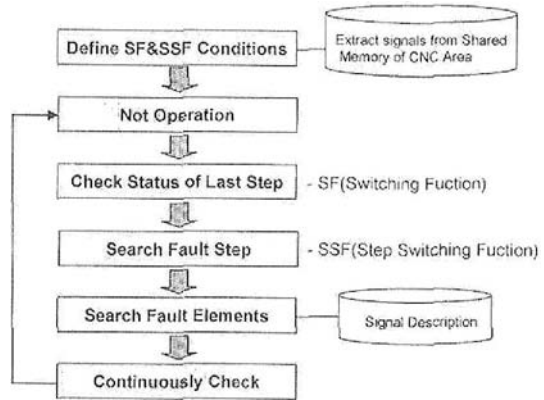 Define SF&SSF Conditions
Extract signals from Shared
Memory of CNC Area
Not Operation
Check Status of Last Step
- SF(Switching Fuction)
Search Fault Step
- SSF(Step Switching Fuction)
Search Fault Elements
Signal Description
Continuously Check